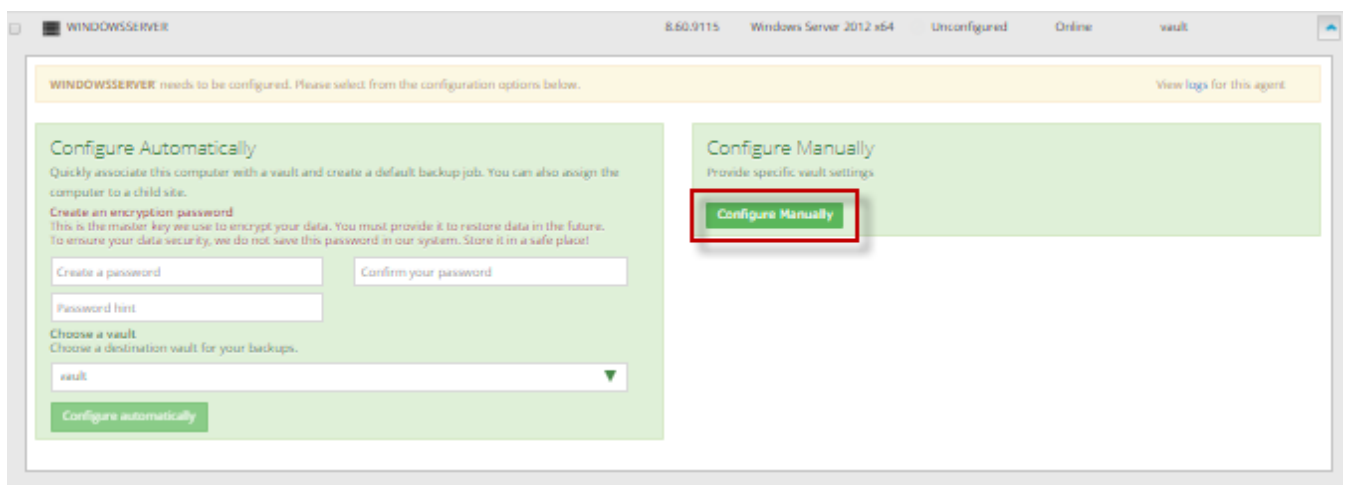 WINDOWSSERVER 8.60.9115 Windows Server 2012 x64 Unconfigured Online vault
WINDOWSSERVER needs to be configured. Please select from the configuration options below. View logs for this agent
Configure Automatically
Quickly associate this computer with a vault and create a default backup job. You can also assign the
computer to a child site.
Create an encryption password
This is the master key we use to encrypt your data. You must provide it to restore data in the future.
To ensure your data security, we do not save this password in our system. Store it in a safe place!
Create a password Confirm your password
Password hint
Choose a vault
Choose a destination vault for your backups.
vault
Configure automatically
Configure Manually
Provide specific vault settings
Configure Manually